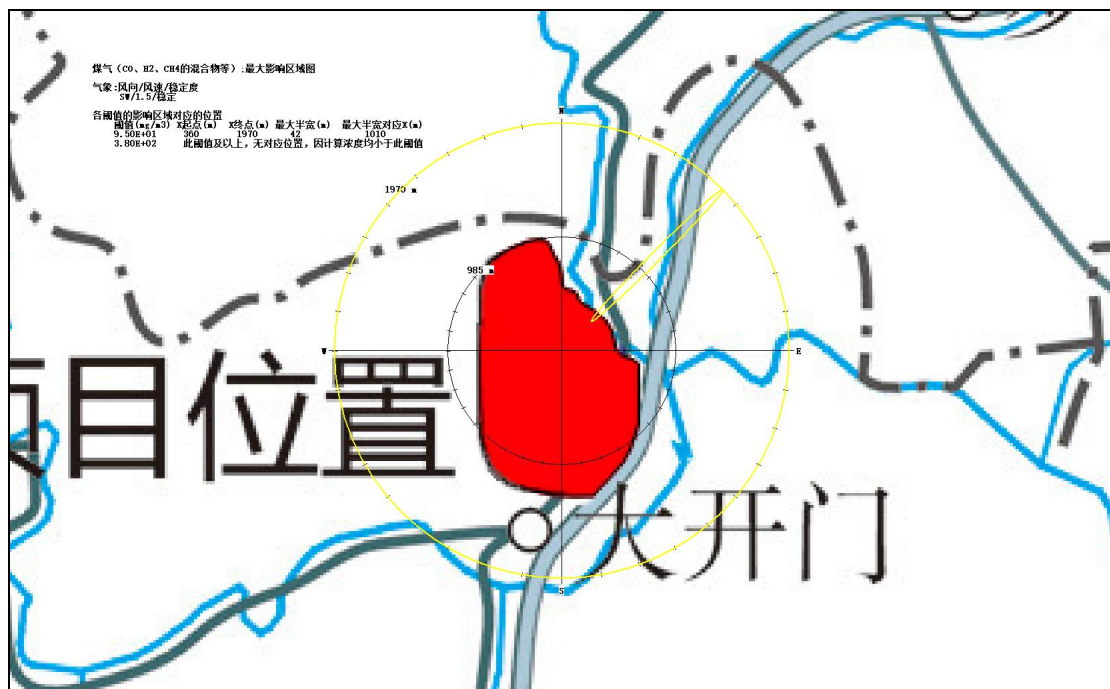 煤气（CO、H2、CH4的混合物等）:最大影响区域图
气象:风向/风速/稳定度
SW/1.5/稳定
各阈值的影响区域对应的位置
阈值(mg/m3) X起点(m) X终点(m) 最大半宽(m) 最大半宽对应X(m)
9.50E+01 360 1970 42 1010
3.80E+02 此阈值及以上，无对应位置，因计算浓度均小于此阈值
N
1970 m
985 m
W
E
目位置
大开门
S